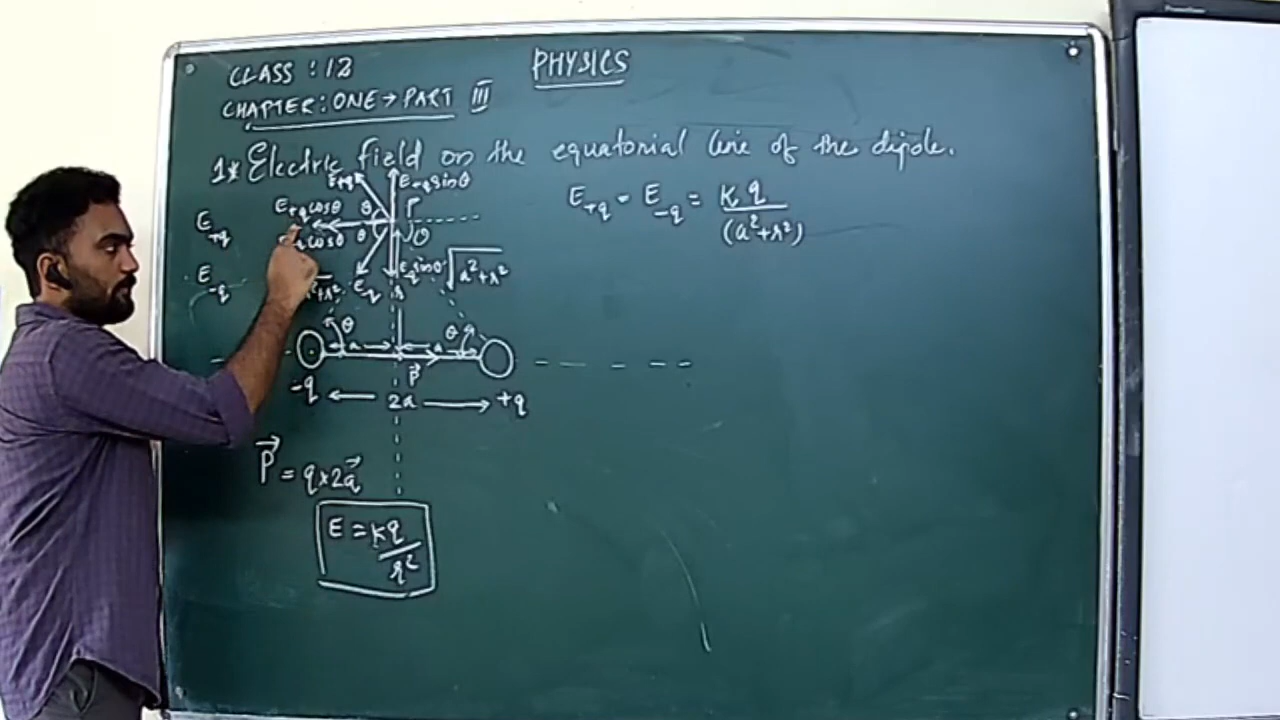 PHYSICS
CLASS : 12
CHAPTER: ONE → PART III
1* Electric field on the equatorial line of the dipole.
E+q E-q sinθ
E+q cosθ θ P
E+q
cosθ θ θ
E-q
E+q = E-q = Kq / (a²+r²)
E+q sinθ √a²+r²
E-q r
θ a a θ
P⃗
-q ← 2a → +q
P⃗ = q×2a⃗
E = Kq / r²